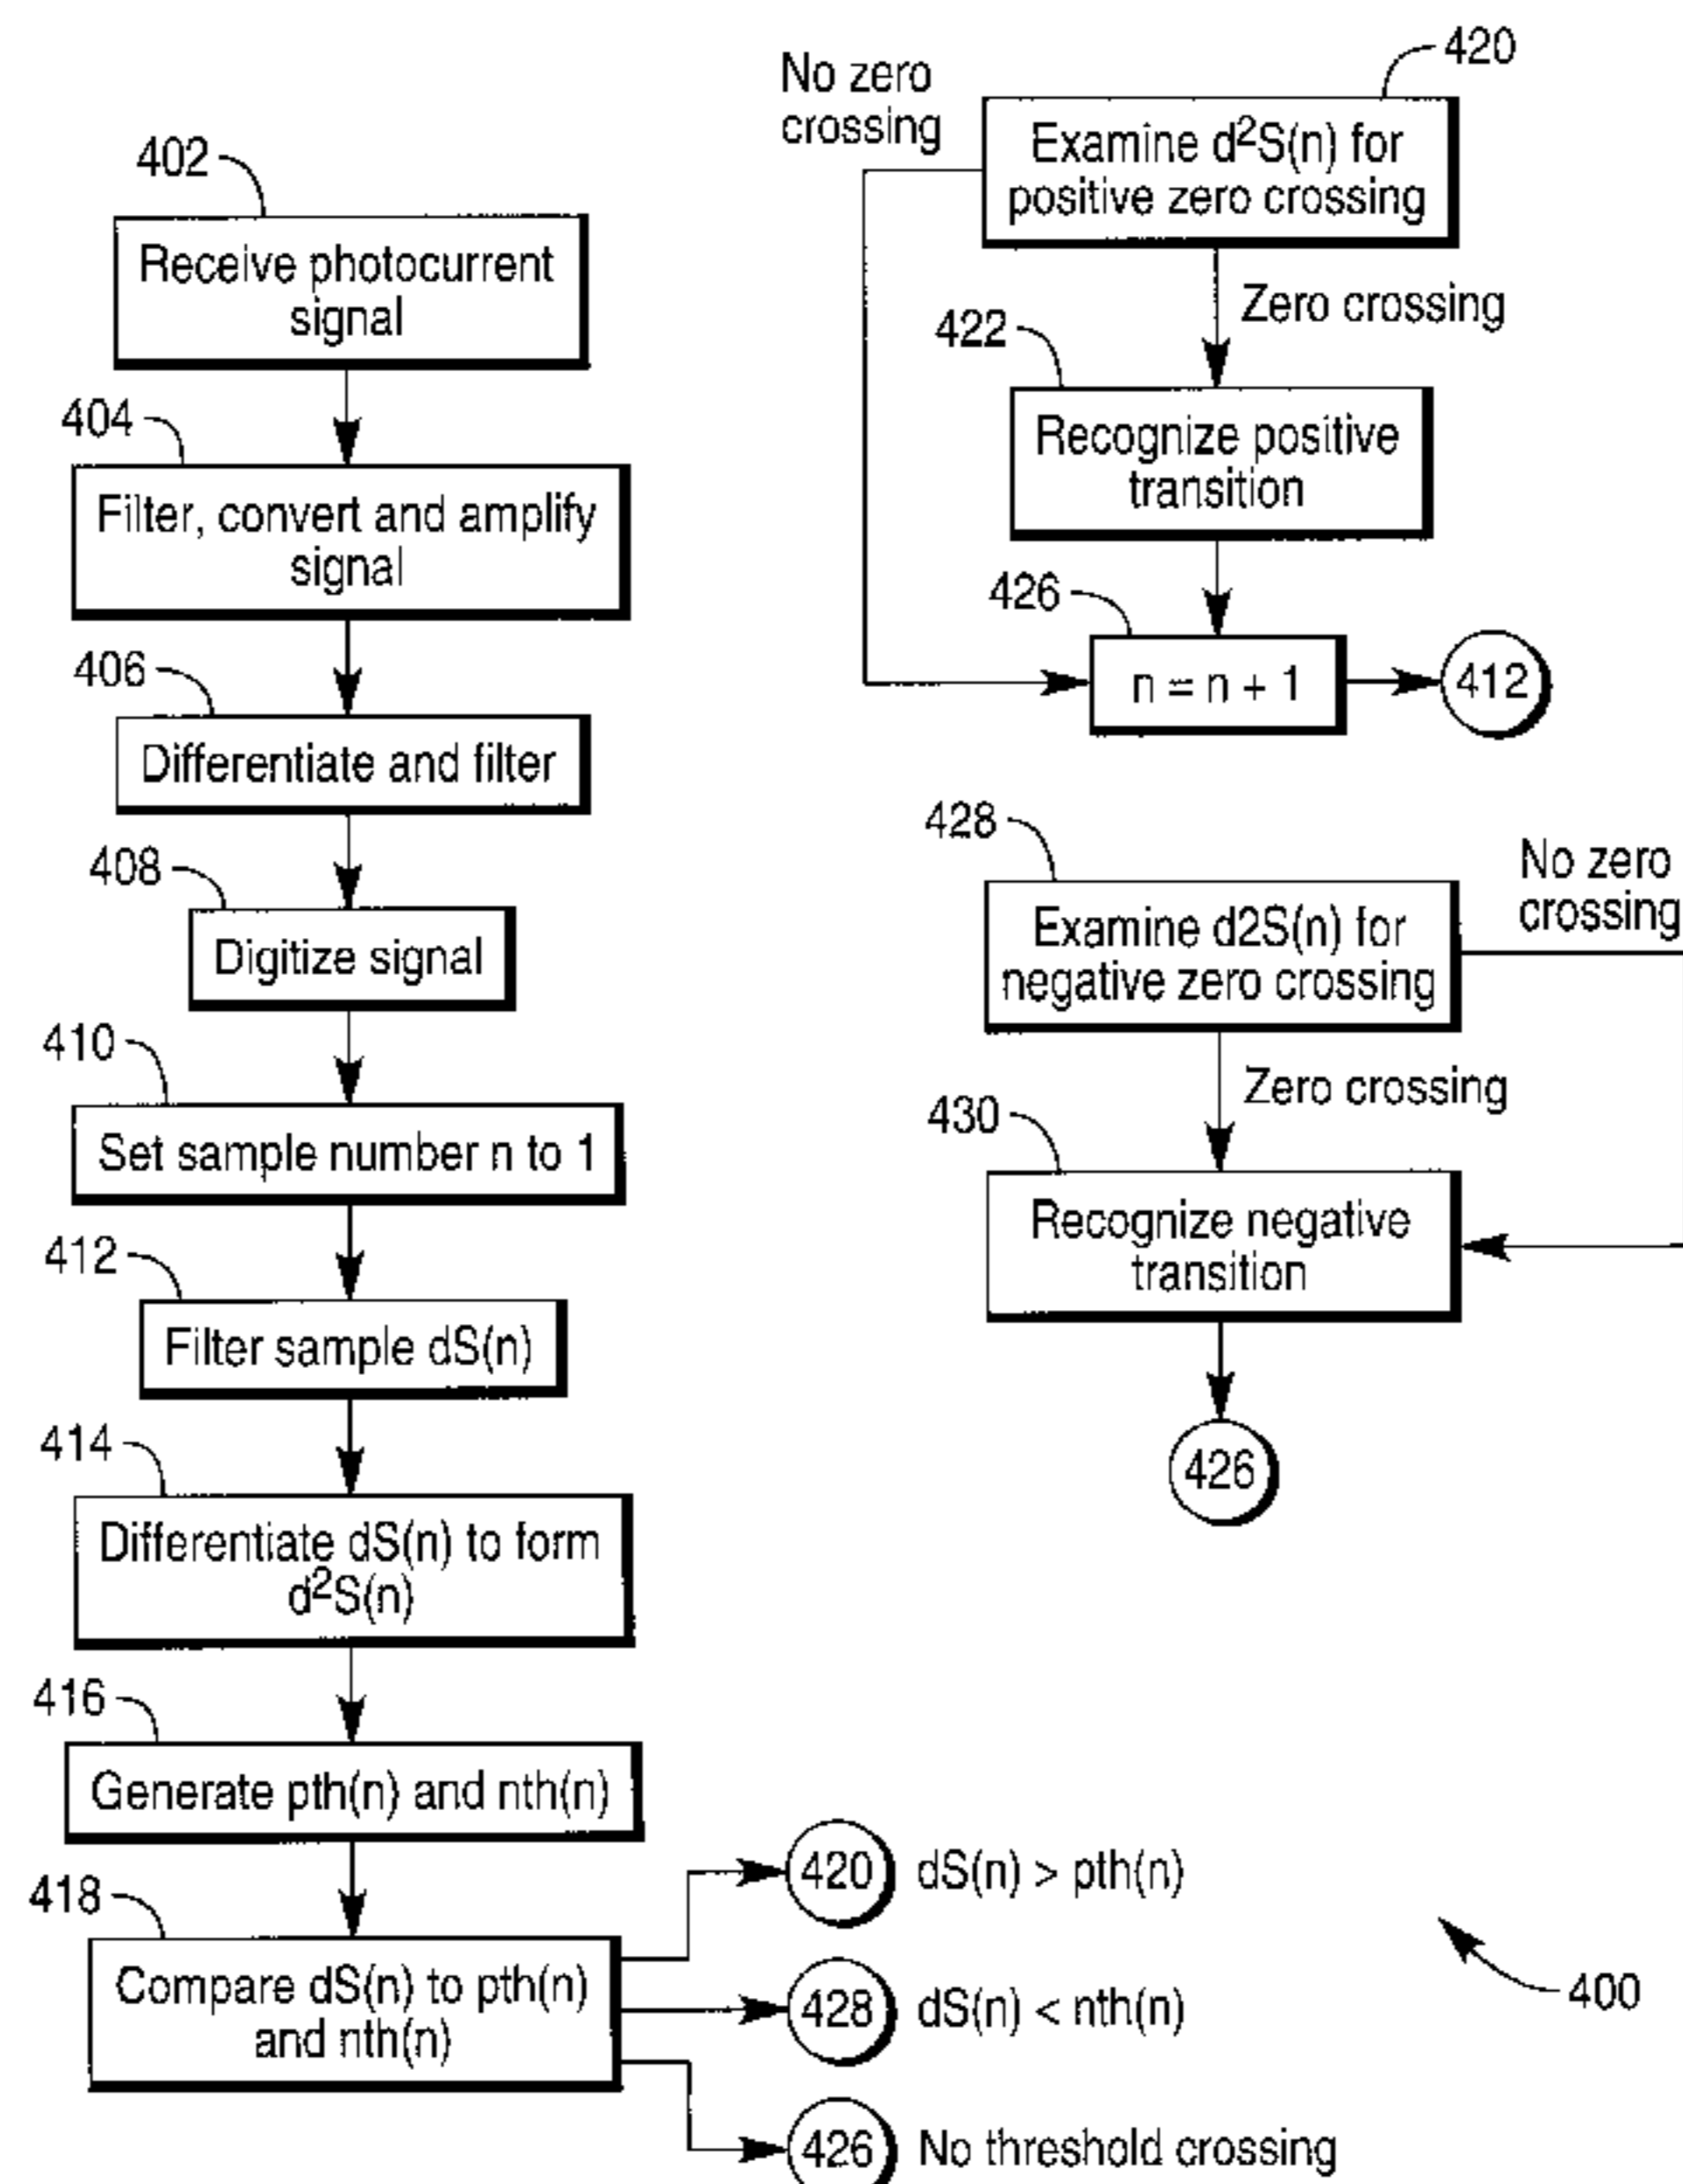 402
Receive photocurrent
signal
404
Filter, convert and amplify
signal
406
Differentiate and filter
408
Digitize signal
410
Set sample number n to 1
412
Filter sample dS(n)
414
Differentiate dS(n) to form
d²S(n)
416
Generate pth(n) and nth(n)
418
Compare dS(n) to pth(n)
and nth(n)
420 dS(n) > pth(n)
428 dS(n) < nth(n)
426 No threshold crossing
420
No zero
crossing
Examine d²S(n) for
positive zero crossing
Zero crossing
422
Recognize positive
transition
426
n = n + 1
412
428
No zero
crossing
Examine d2S(n) for
negative zero crossing
Zero crossing
430
Recognize negative
transition
426
400